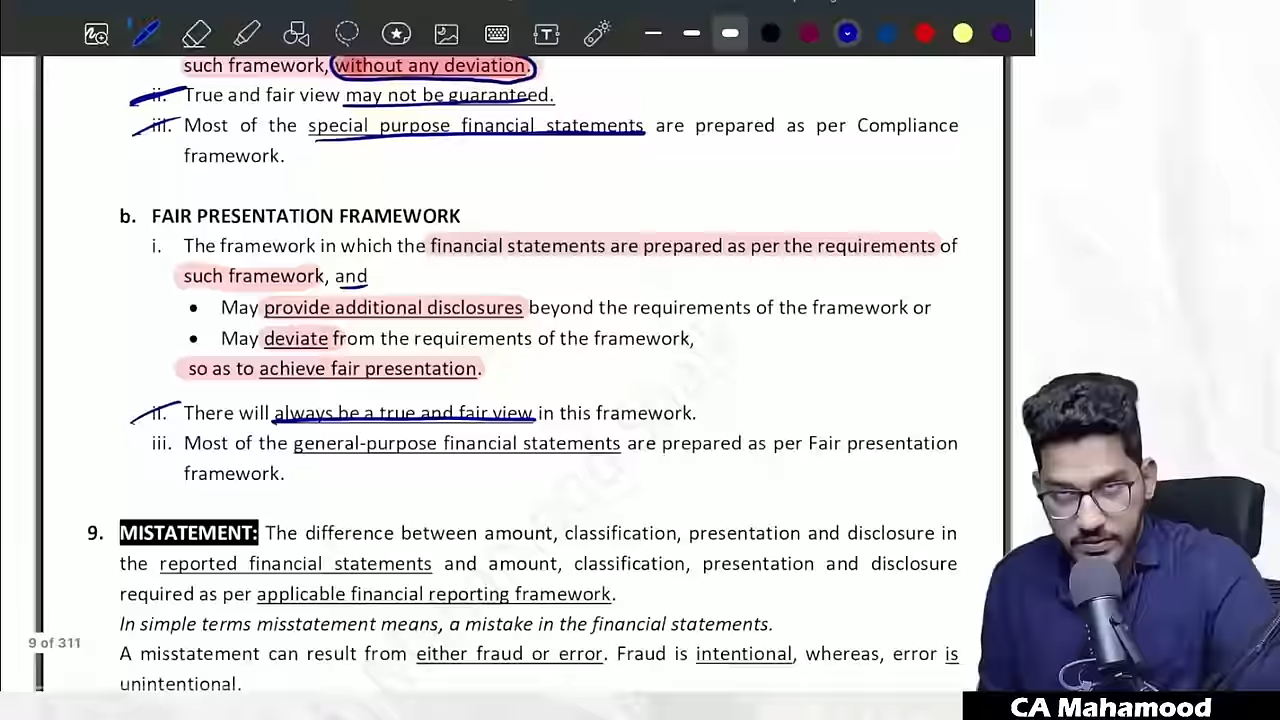 such framework, without any deviation.
ii. True and fair view may not be guaranteed.
iii. Most of the special purpose financial statements are prepared as per Compliance
framework.
b. FAIR PRESENTATION FRAMEWORK
i. The framework in which the financial statements are prepared as per the requirements of
such framework, and
• May provide additional disclosures beyond the requirements of the framework or
• May deviate from the requirements of the framework,
so as to achieve fair presentation.
ii. There will always be a true and fair view in this framework.
iii. Most of the general-purpose financial statements are prepared as per Fair presentation
framework.
9. MISTATEMENT: The difference between amount, classification, presentation and disclosure in
the reported financial statements and amount, classification, presentation and disclosure
required as per applicable financial reporting framework.
In simple terms misstatement means, a mistake in the financial statements.
9 of 311
A misstatement can result from either fraud or error. Fraud is intentional, whereas, error is
unintentional.
CA Mahamood